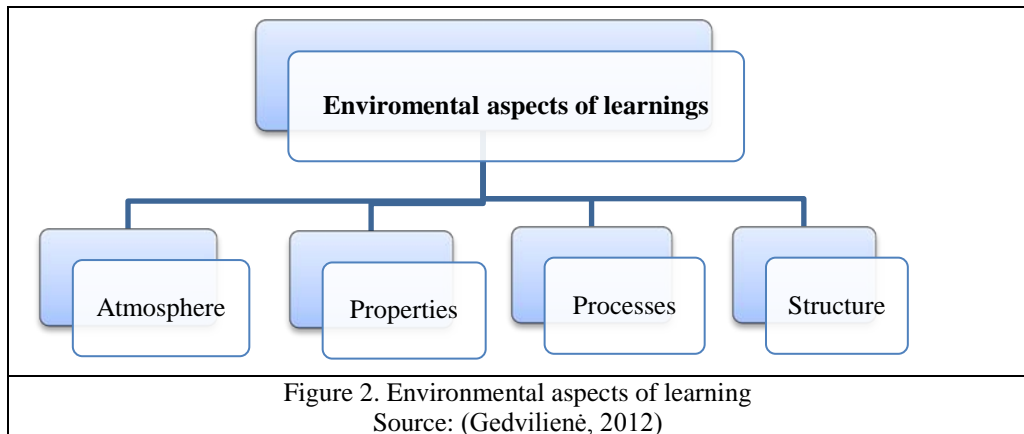 Enviromental aspects of learnings
Atmosphere
Properties
Processes
Structure
Figure 2. Environmental aspects of learning
Source: (Gedvilienė, 2012)